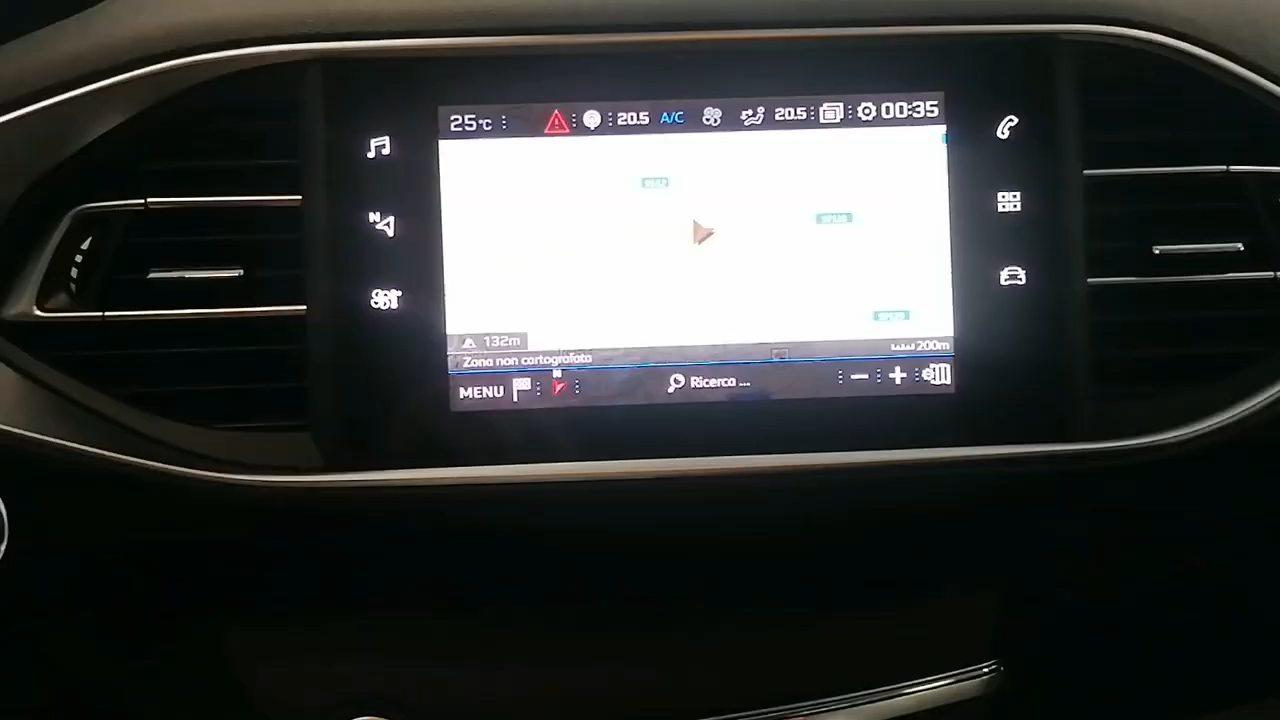 25°C
20.5 A/C 20.5 00:35
132m
200m
Zona non cartografata
N
MENU
N
Ricerca ...